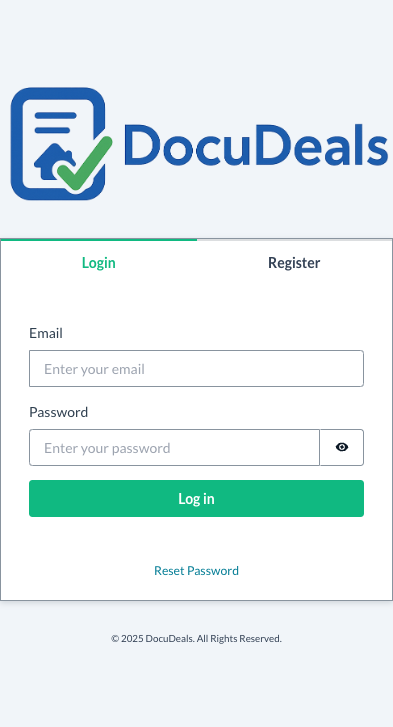 DocuDeals
Login
Register
Email
Enter your email
Password
Enter your password
Log in
Reset Password
© 2025 DocuDeals. All Rights Reserved.